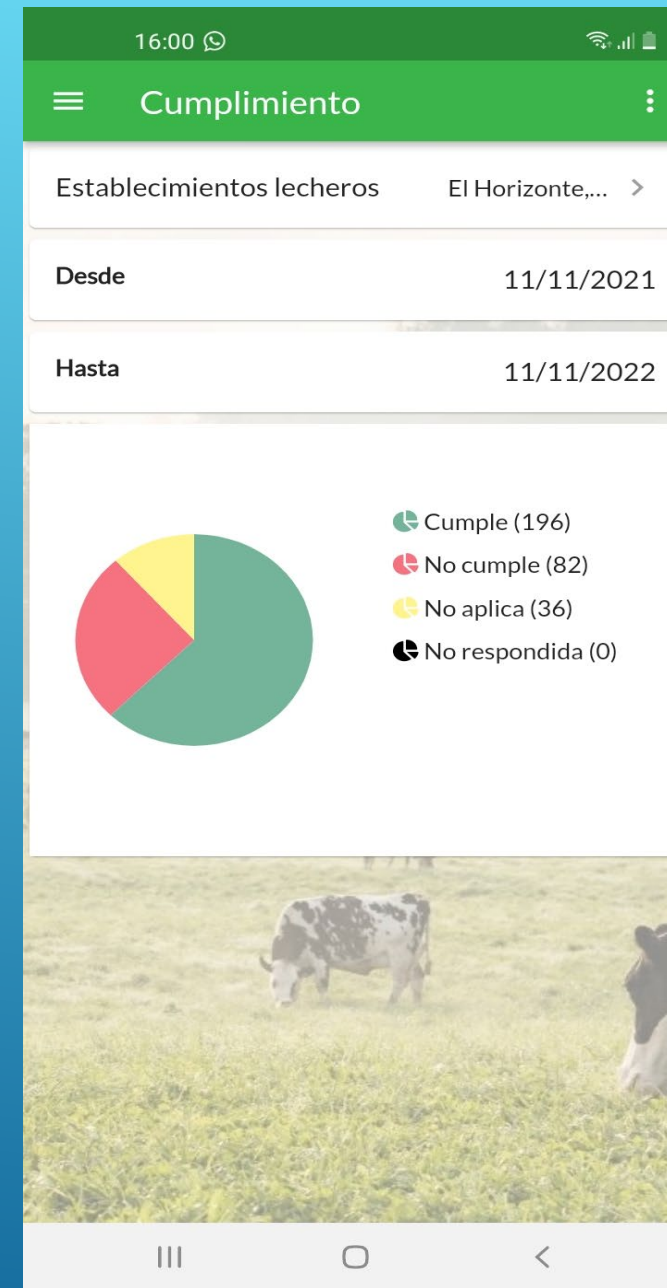 16:00
Cumplimiento
Establecimientos lecheros El Horizonte,...
Desde 11/11/2021
Hasta 11/11/2022
Cumple (196)
No cumple (82)
No aplica (36)
No respondida (0)